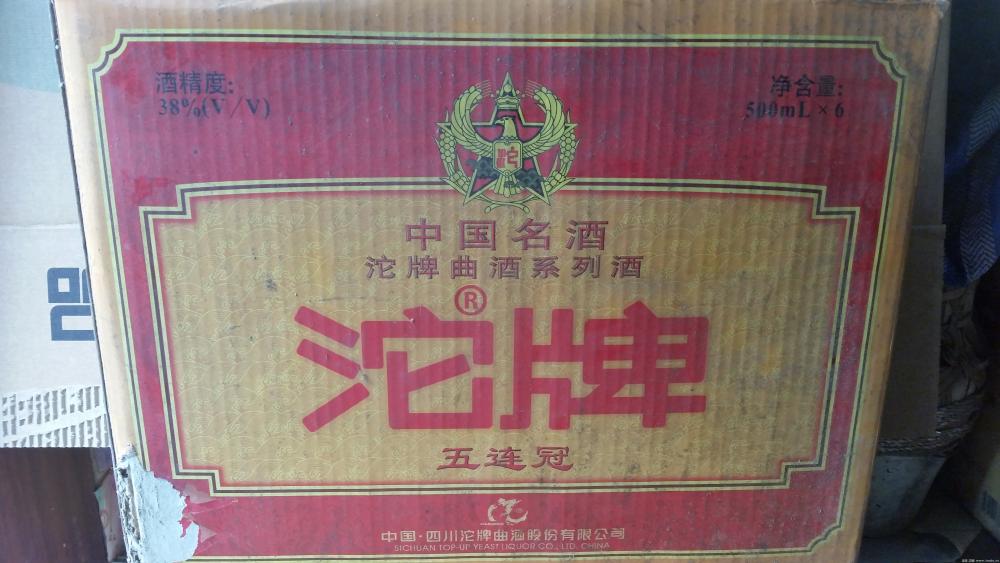 酒精度:
38%(V/V)
净含量:
500mL×6
沱
中国名酒
沱牌曲酒系列酒
®
沱牌
五连冠
中国·四川沱牌曲酒股份有限公司
SICHUAN TOP-UP YEAST LIQUOR CO., LTD. CHINA